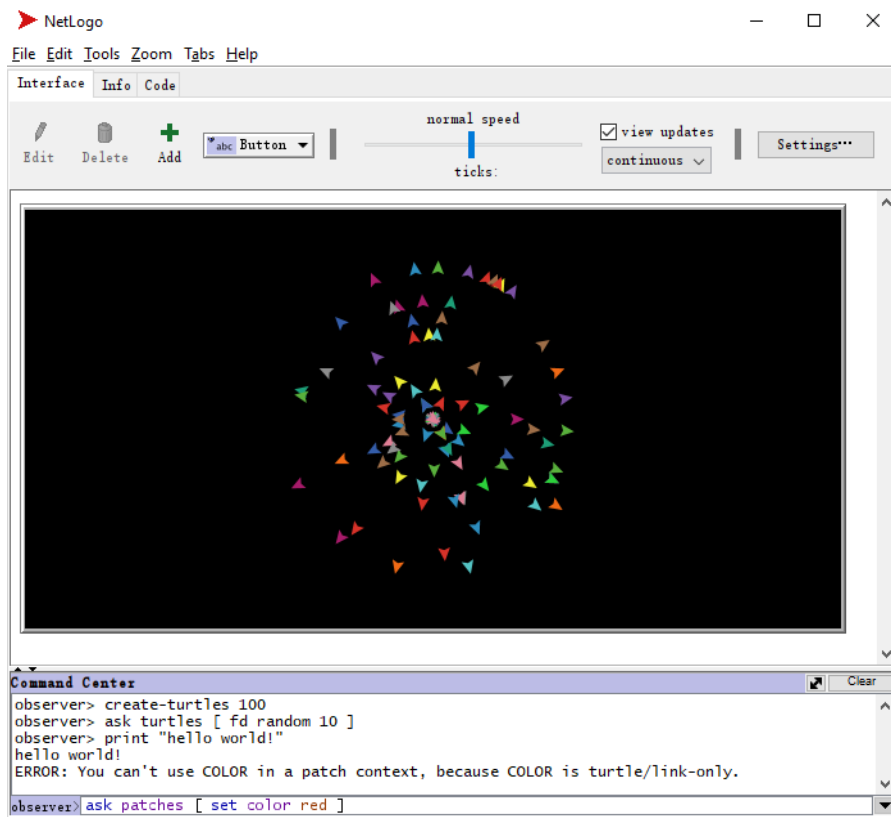 NetLogo
File Edit Tools Zoom Tabs Help
Interface Info Code
normal speed
Edit Delete Add abc Button view updates
continuous
Settings...
ticks:
Command Center Clear
observer> create-turtles 100
observer> ask turtles [ fd random 10 ]
observer> print "hello world!"
hello world!
ERROR: You can't use COLOR in a patch context, because COLOR is turtle/link-only.
observer> ask patches [ set color red ]